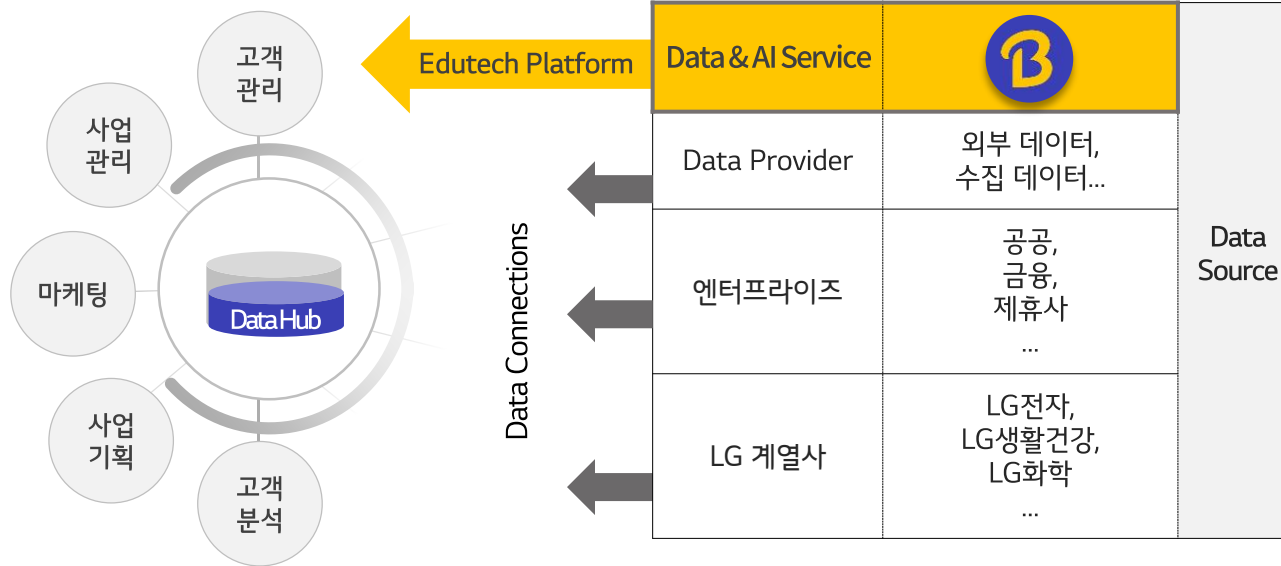 고객
관리
사업
관리
마케팅
사업
기획
고객
분석
Data Hub
Edutech Platform
Data Connections
Data & AI Service
B
Data Provider
외부 데이터,
수집 데이터...
엔터프라이즈
공공,
금융,
제휴사
...
LG 계열사
LG전자,
LG생활건강,
LG화학
...
Data
Source